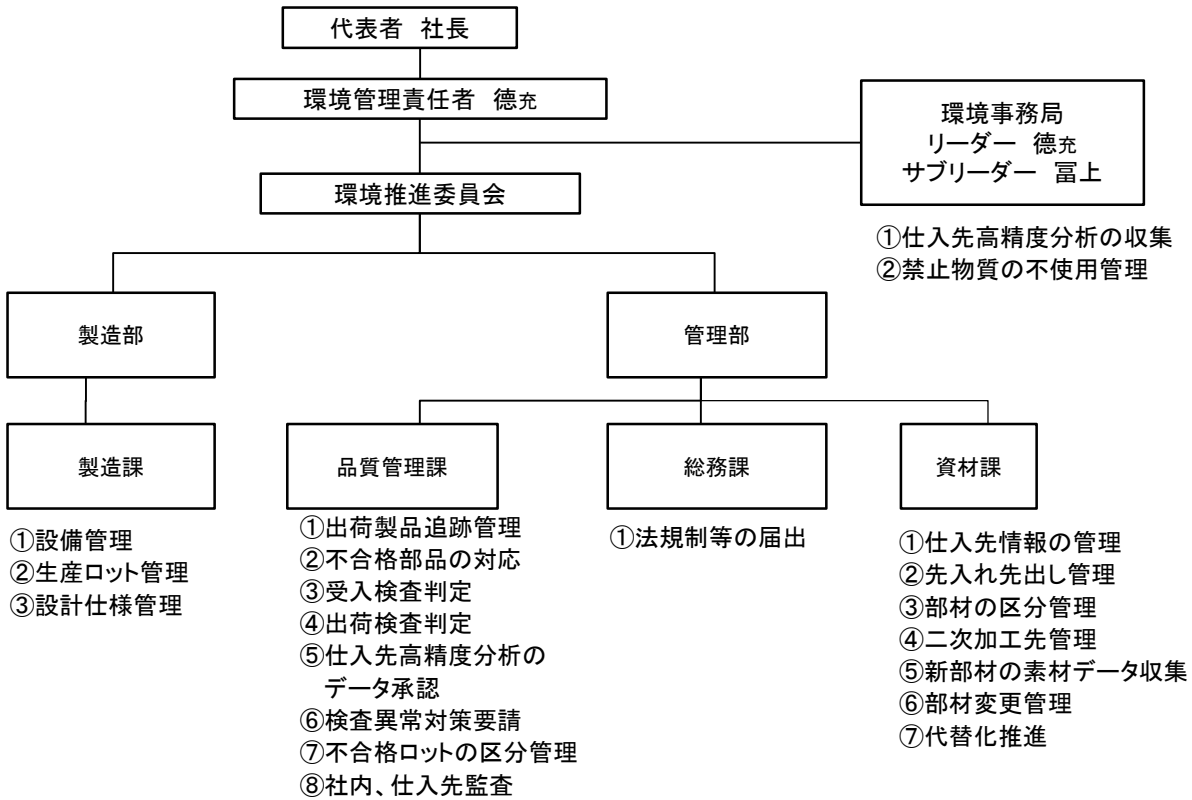 代表者 社長
環境管理責任者 德充
環境事務局
リーダー 德充
サブリーダー 冨上
環境推進委員会
①仕入先高精度分析の収集
②禁止物質の不使用管理
製造部
管理部
製造課
品質管理課
総務課
資材課
①設備管理
②生産ロット管理
③設計仕様管理
①出荷製品追跡管理
②不合格部品の対応
③受入検査判定
④出荷検査判定
⑤仕入先高精度分析の
データ承認
⑥検査異常対策要請
⑦不合格ロットの区分管理
⑧社内、仕入先監査
①法規制等の届出
①仕入先情報の管理
②先入れ先出し管理
③部材の区分管理
④二次加工先管理
⑤新部材の素材データ収集
⑥部材変更管理
⑦代替化推進